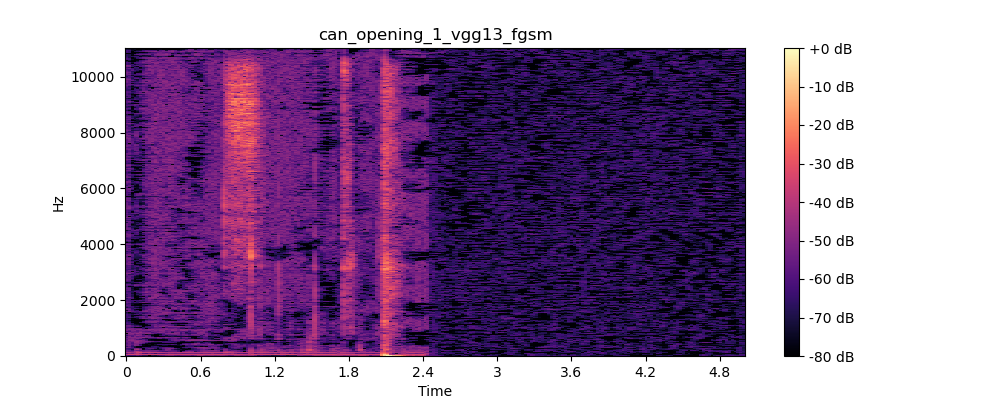 can_opening_1_vgg13_fgsm
Hz
10000
8000
6000
4000
2000
0
0 0.6 1.2 1.8 2.4 3 3.6 4.2 4.8
Time
+0 dB
-10 dB
-20 dB
-30 dB
-40 dB
-50 dB
-60 dB
-70 dB
-80 dB